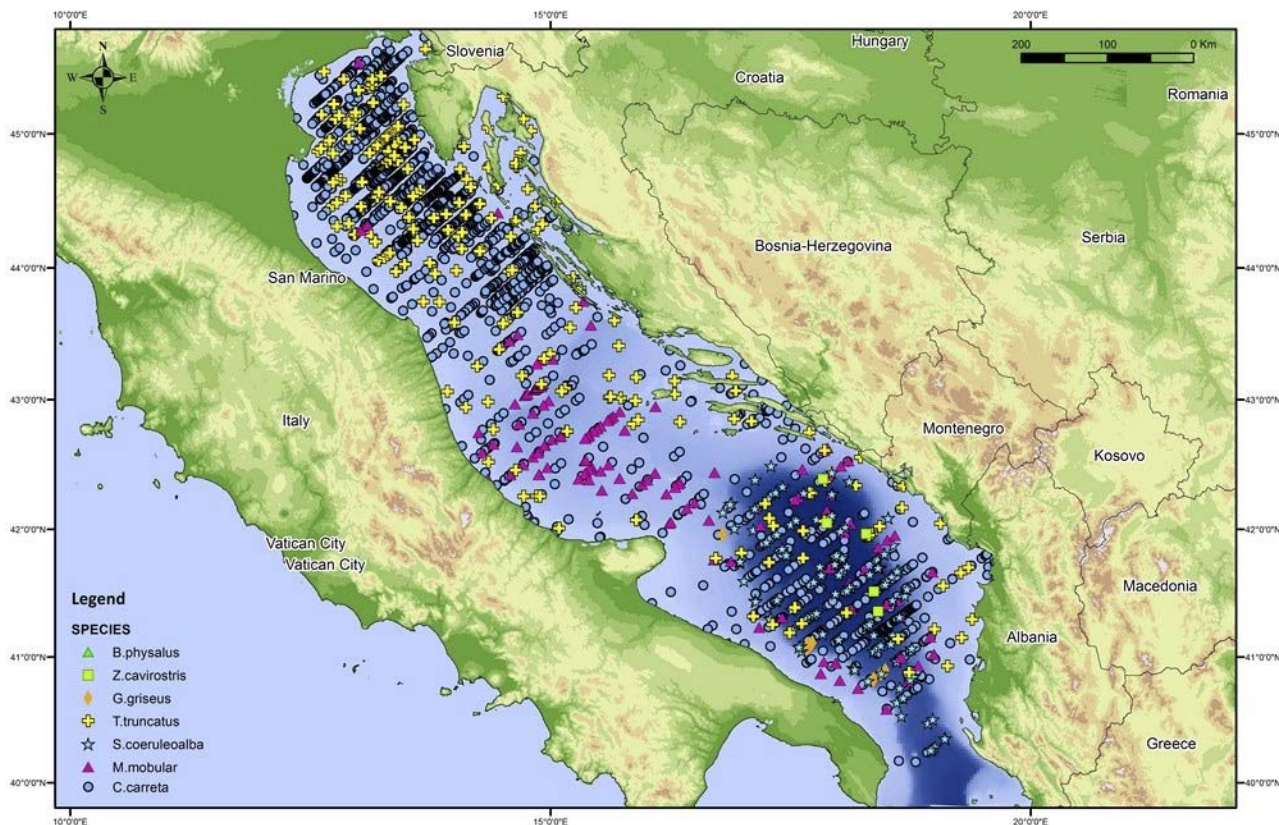 10°0'0"E 15°0'0"E 20°0'0"E
N
W E
S
Slovenia
Hungary
200 100 0 Km
Croatia
Romania
45°0'0"N 45°0'0"N
Bosnia-Herzegovina
Serbia
44°0'0"N 44°0'0"N
San Marino
43°0'0"N 43°0'0"N
Italy
Montenegro
Kosovo
42°0'0"N 42°0'0"N
Vatican City
Vatican City
Macedonia
Legend
SPECIES
Albania
B.physalus
41°0'0"N 41°0'0"N
Z.cavirostris
G.griseus
T.truncatus
S.coeruleoalba
Greece
M.mobular
40°0'0"N 40°0'0"N
C.carreta
10°0'0"E 15°0'0"E 20°0'0"E